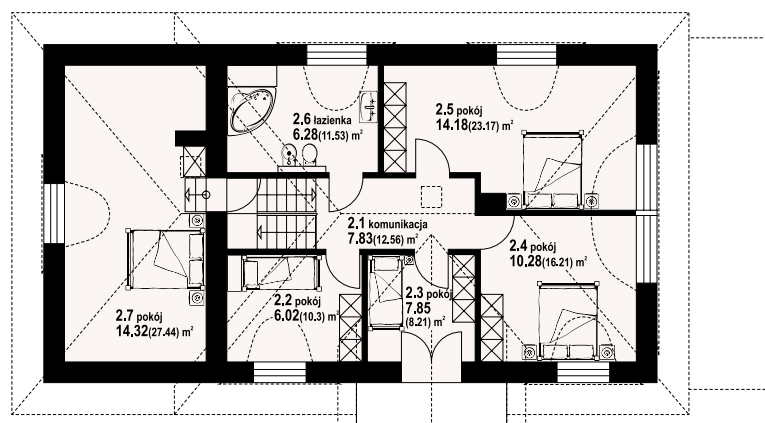 2.6 łazienka
6.28(11.53) m²
2.5 pokój
14.18(23.17) m²
2.1 komunikacja
7.83(12.56) m²
2.4 pokój
10.28(16.21) m²
2.7 pokój
14.32(27.44) m²
2.2 pokój
6.02(10.3) m²
2.3 pokój
7.85
(8.21) m²